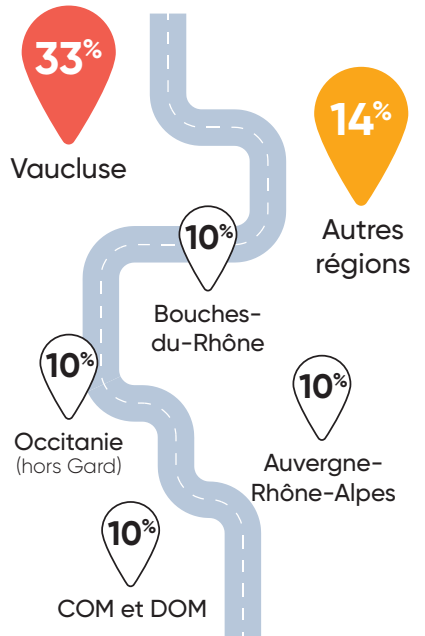 33%
Vaucluse
14%
Autres
régions
10%
Bouches-
du-Rhône
10%
Occitanie
(hors Gard)
10%
Auvergne-
Rhône-Alpes
10%
COM et DOM